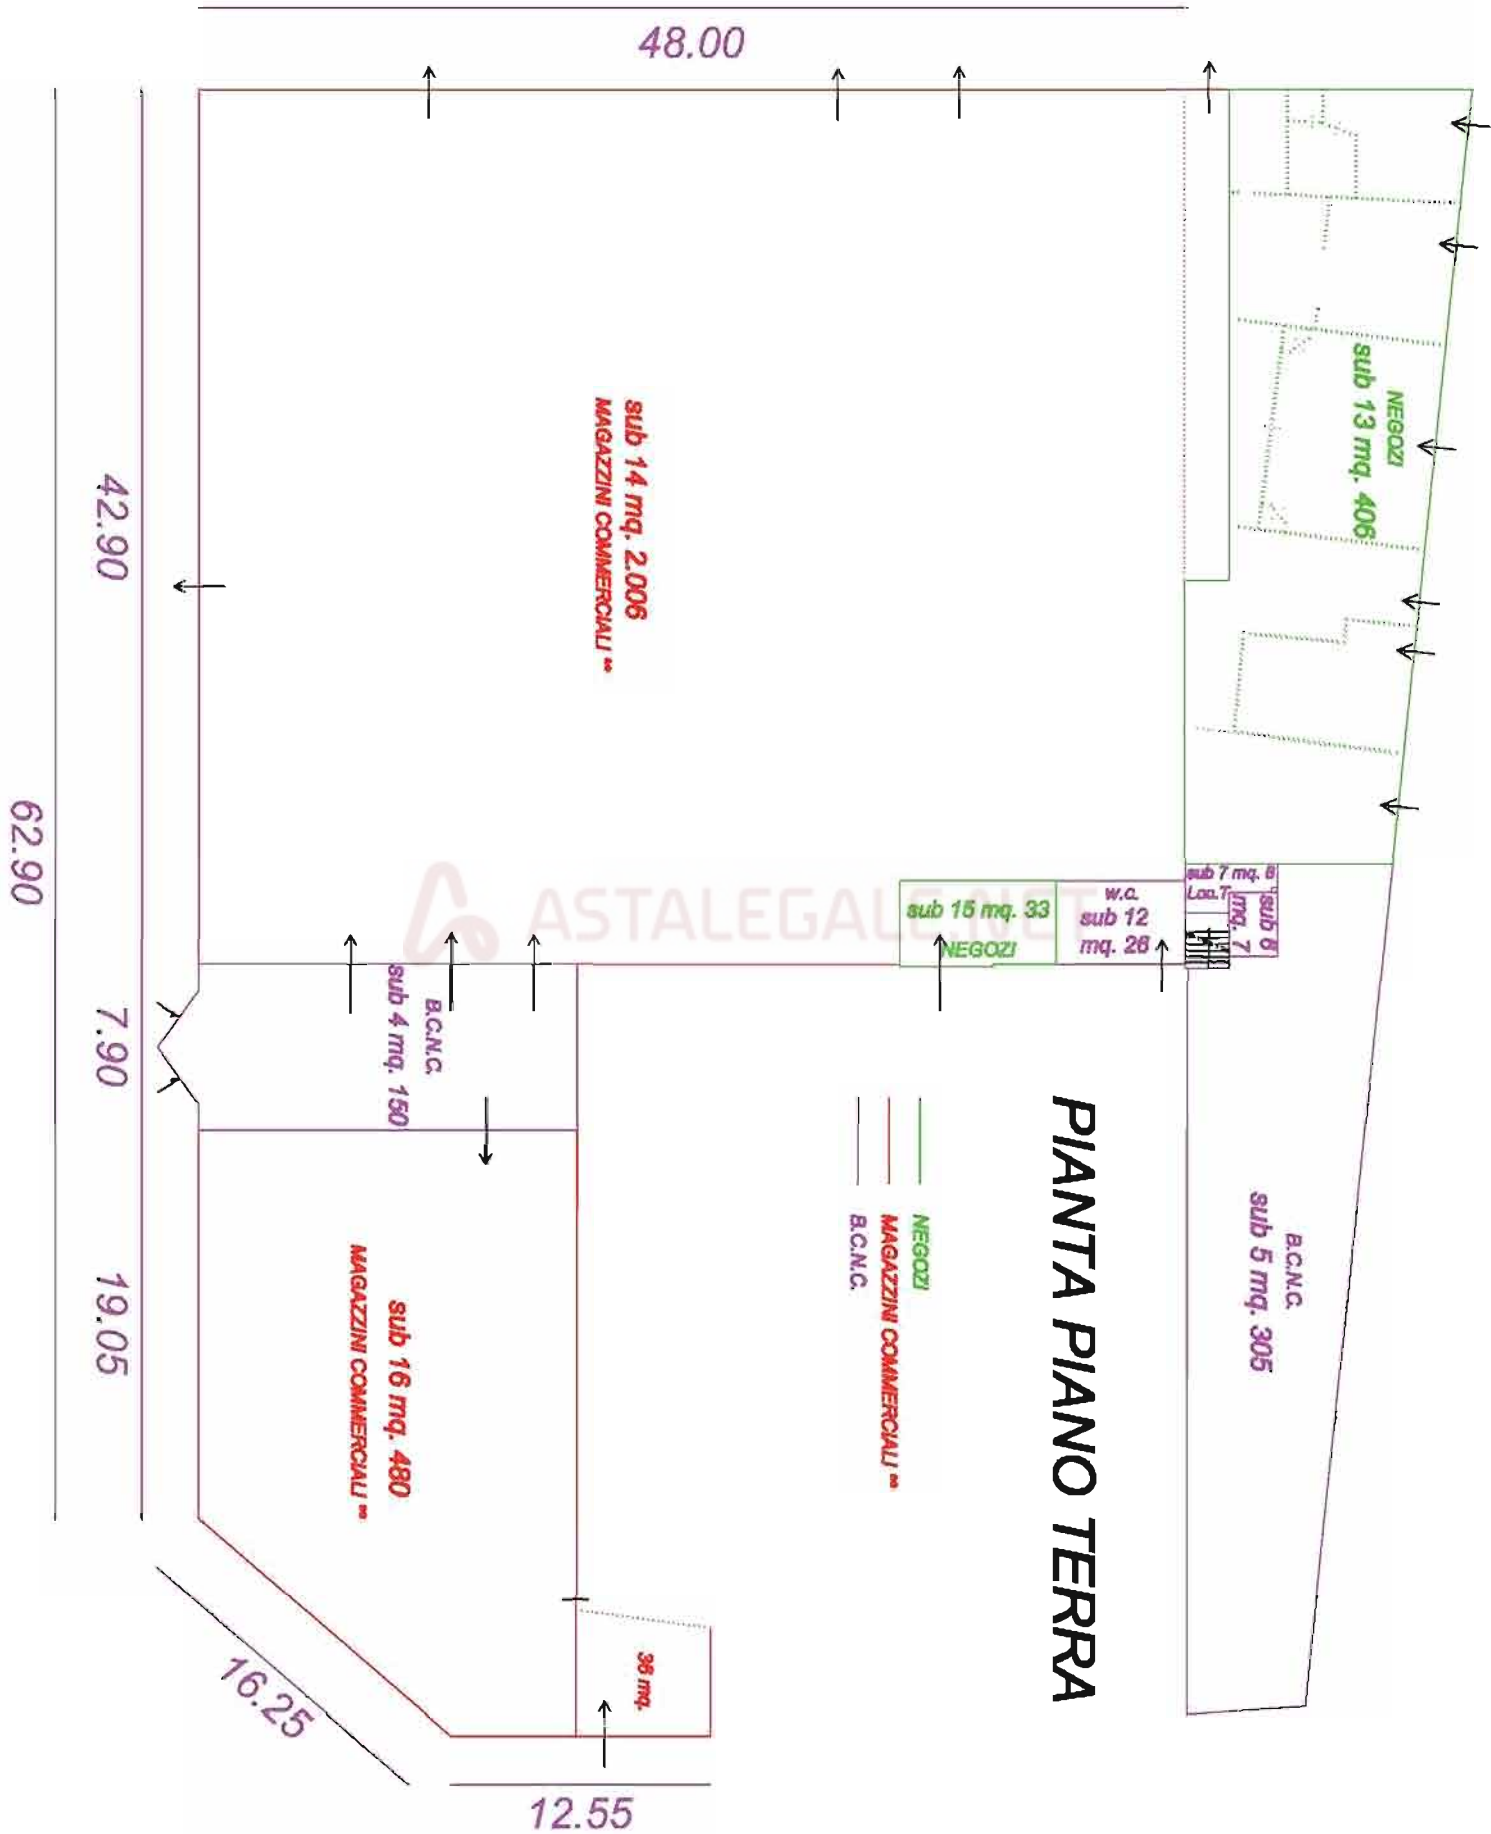 48.00
NEGOZI
sub 13 mq. 406
sub 14 mq. 2.006
MAGAZZINI COMMERCIALI
42.90
62.90
7.90
19.05
16.25
12.55
ASTALEGALE.NET
sub 15 mq. 33
NEGOZI
w.c.
sub 12
mq. 26
sub 7 mq. 8
Loc.T
sub 6
mq. 7
B.C.N.C.
sub 4 mq. 150
PIANTA PIANO TERRA
NEGOZI
MAGAZZINI COMMERCIALI
B.C.N.C.
B.C.N.C.
sub 5 mq. 305
sub 16 mq. 480
MAGAZZINI COMMERCIALI
36 mq.